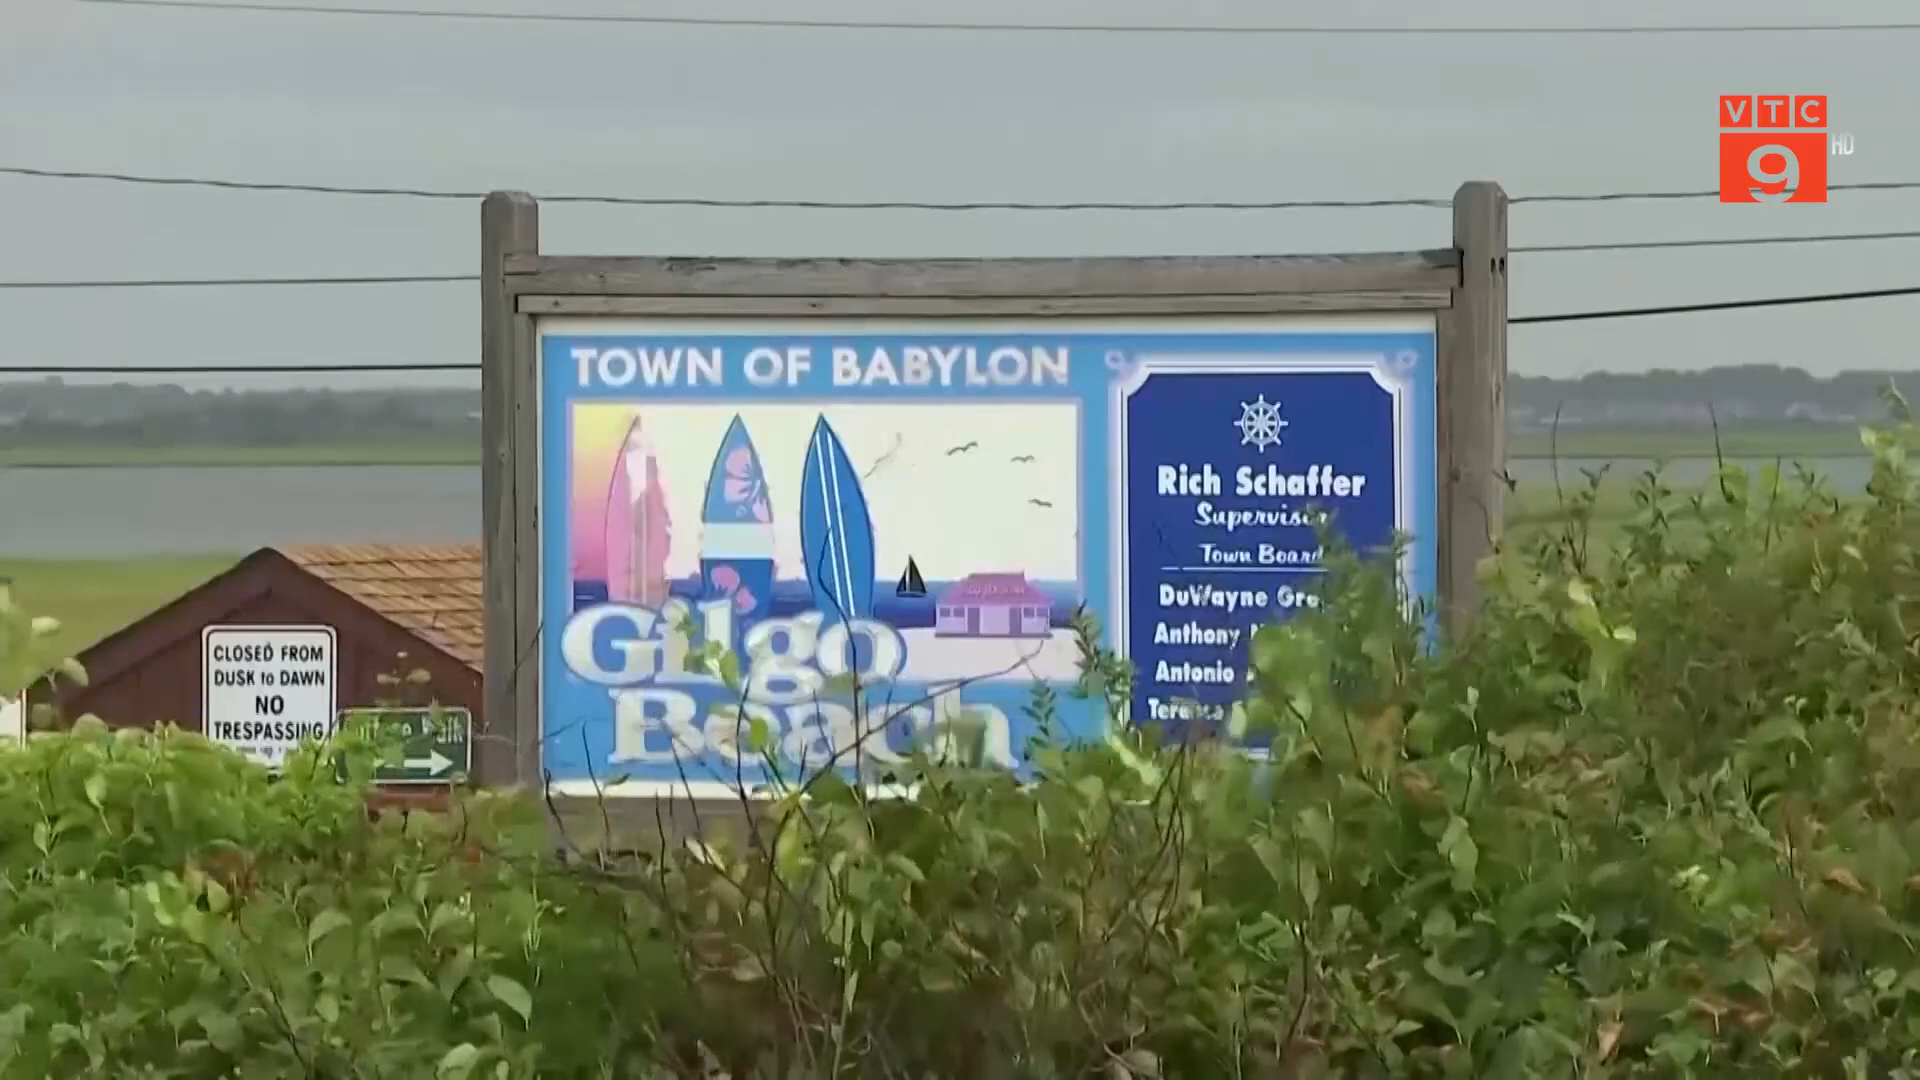 VTC
9 HD
TOWN OF BABYLON
Gilgo
Beach
Rich Schaffer
Supervisor
Town Board
DuWayne
Anthony
Antonio
CLOSED FROM
DUSK to DAWN
NO
TRESPASSING